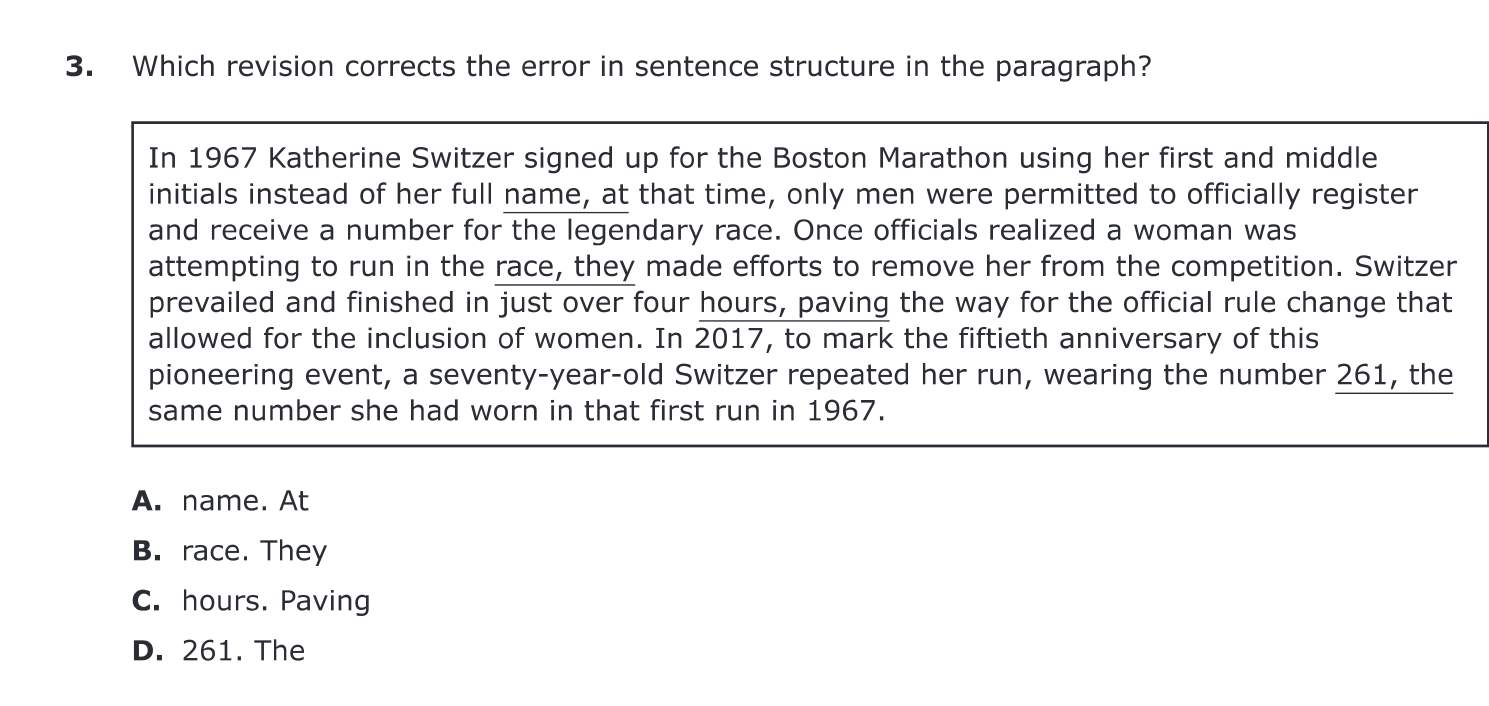 3. Which revision corrects the error in sentence structure in the paragraph?
In 1967 Katherine Switzer signed up for the Boston Marathon using her first and middle
initials instead of her full name, at that time, only men were permitted to officially register
and receive a number for the legendary race. Once officials realized a woman was
attempting to run in the race, they made efforts to remove her from the competition. Switzer
prevailed and finished in just over four hours, paving the way for the official rule change that
allowed for the inclusion of women. In 2017, to mark the fiftieth anniversary of this
pioneering event, a seventy-year-old Switzer repeated her run, wearing the number 261, the
same number she had worn in that first run in 1967.
A. name. At
B. race. They
C. hours. Paving
D. 261. The